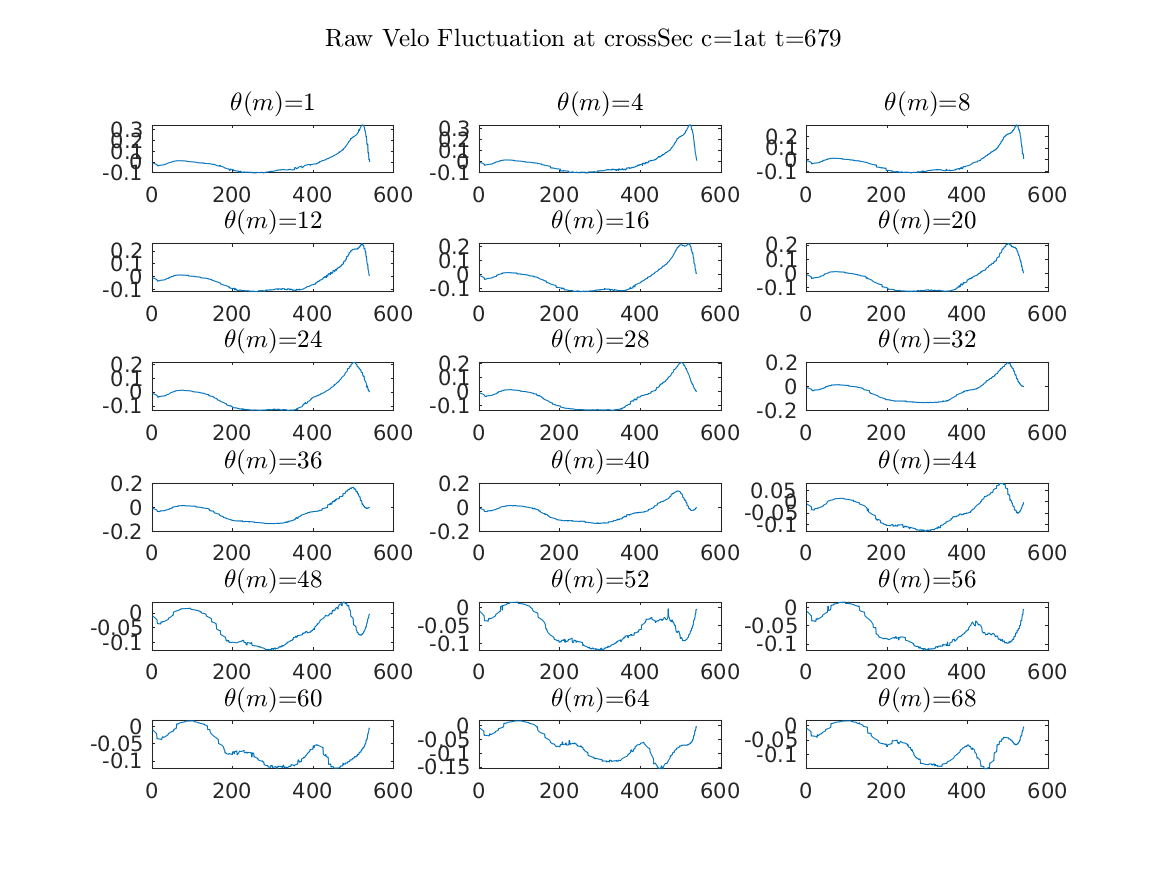 Raw Velo Fluctuation at crossSec c=1at t=679
θ(m)=1 θ(m)=4 θ(m)=8
0.3 0.2 0.1 0 -0.1 0.3 0.2 0.1 0 -0.1 0.2 0.1 0 -0.1
0 200 400 600 0 200 400 600 0 200 400 600
θ(m)=12 θ(m)=16 θ(m)=20
0.2 0.1 0 -0.1 0.2 0.1 0 -0.1 0.2 0.1 0 -0.1
0 200 400 600 0 200 400 600 0 200 400 600
θ(m)=24 θ(m)=28 θ(m)=32
0.2 0.1 0 -0.1 0.2 0.1 0 -0.1 0.2 0 -0.2
0 200 400 600 0 200 400 600 0 200 400 600
θ(m)=36 θ(m)=40 θ(m)=44
0.2 0 -0.2 0.2 0 -0.2 0.05 0 -0.05 -0.1
0 200 400 600 0 200 400 600 0 200 400 600
θ(m)=48 θ(m)=52 θ(m)=56
0 -0.05 -0.1 0 -0.05 -0.1 0 -0.05 -0.1
0 200 400 600 0 200 400 600 0 200 400 600
θ(m)=60 θ(m)=64 θ(m)=68
0 -0.05 -0.1 0 -0.05 -0.1 -0.15 0 -0.05 -0.1
0 200 400 600 0 200 400 600 0 200 400 600